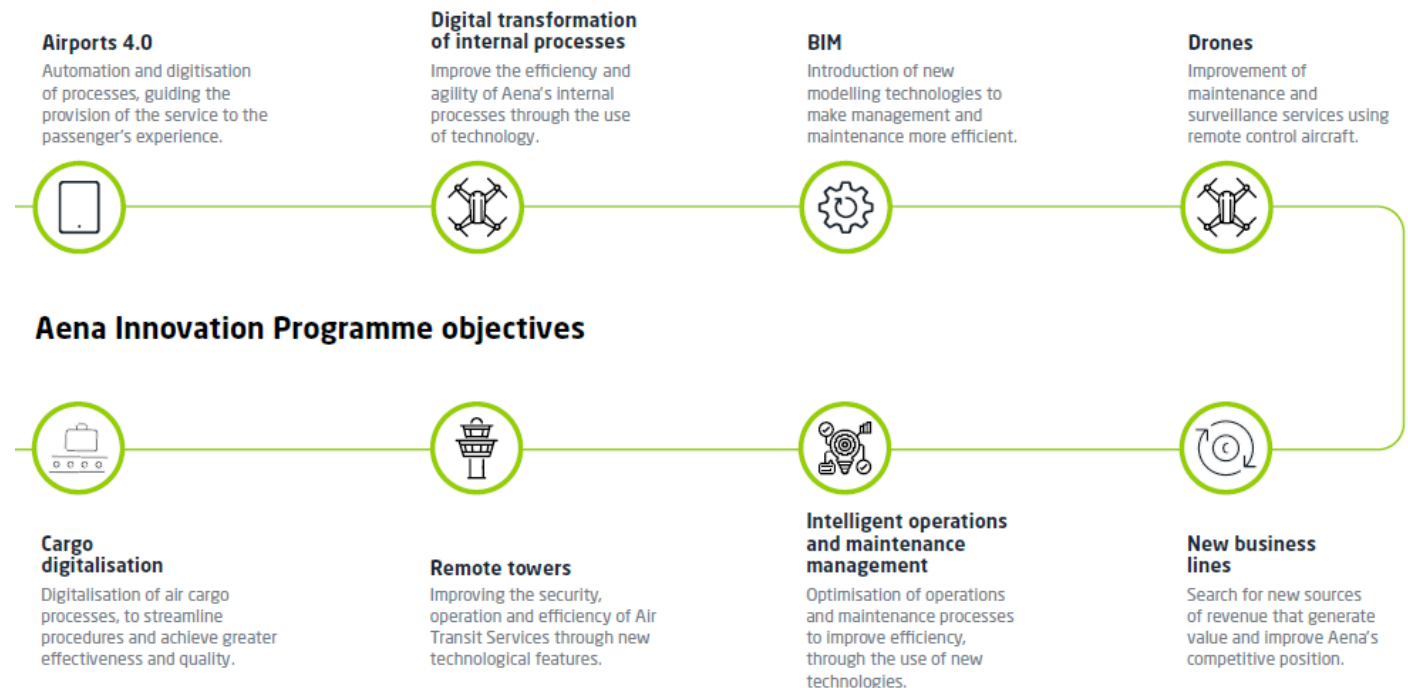 Airports 4.0
Automation and digitisation
of processes, guiding the
provision of the service to the
passenger's experience.
Digital transformation
of internal processes
Improve the efficiency and
agility of Aena's internal
processes through the use
of technology.
BIM
Introduction of new
modelling technologies to
make management and
maintenance more efficient.
Drones
Improvement of
maintenance and
surveillance services using
remote control aircraft.
Aena Innovation Programme objectives
Cargo
digitalisation
Digitalisation of air cargo
processes, to streamline
procedures and achieve greater
effectiveness and quality.
Remote towers
Improving the security,
operation and efficiency of Air
Transit Services through new
technological features.
Intelligent operations
and maintenance
management
Optimisation of operations
and maintenance processes
to improve efficiency,
through the use of new
technologies.
€
New business
lines
Search for new sources
of revenue that generate
value and improve Aena's
competitive position.